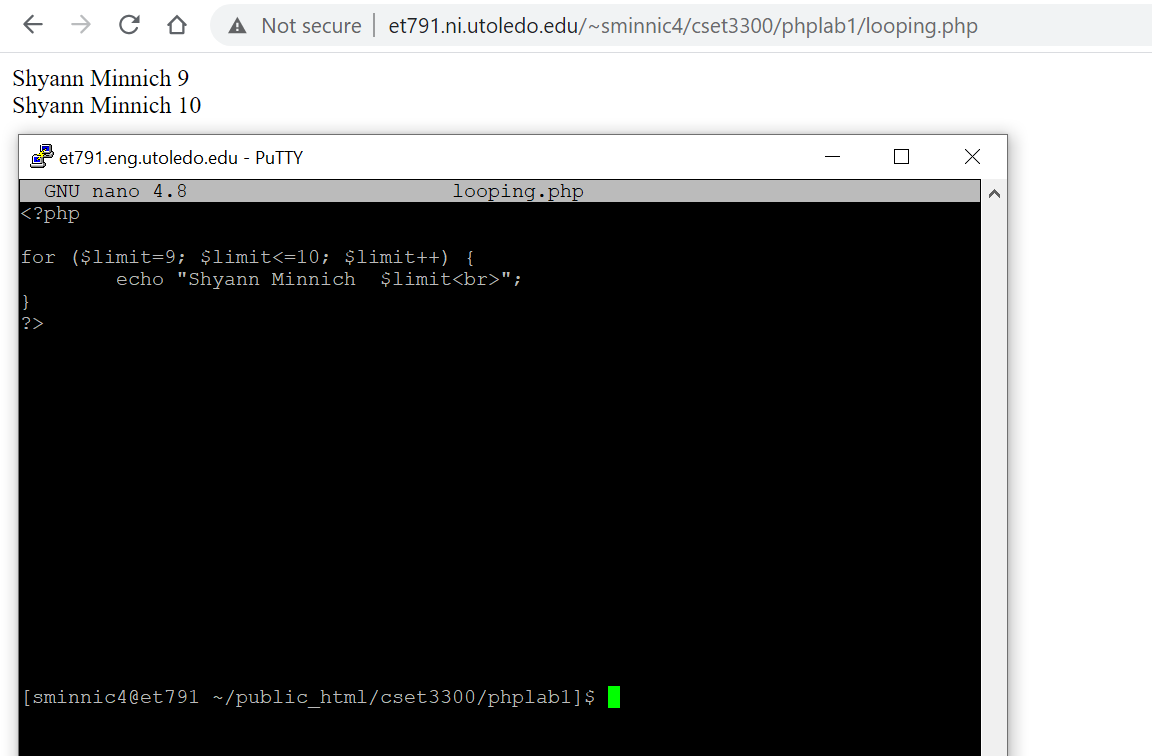 Not secure | et791.ni.utoledo.edu/~sminnic4/cset3300/phplab1/looping.php
Shyann Minnich 9
Shyann Minnich 10
et791.eng.utoledo.edu - PuTTY
GNU nano 4.8 looping.php
<?php
for ($limit=9; $limit<=10; $limit++) {
        echo "Shyann Minnich  $limit<br>";
}
?>
[sminnic4@et791 ~/public_html/cset3300/phplab1]$